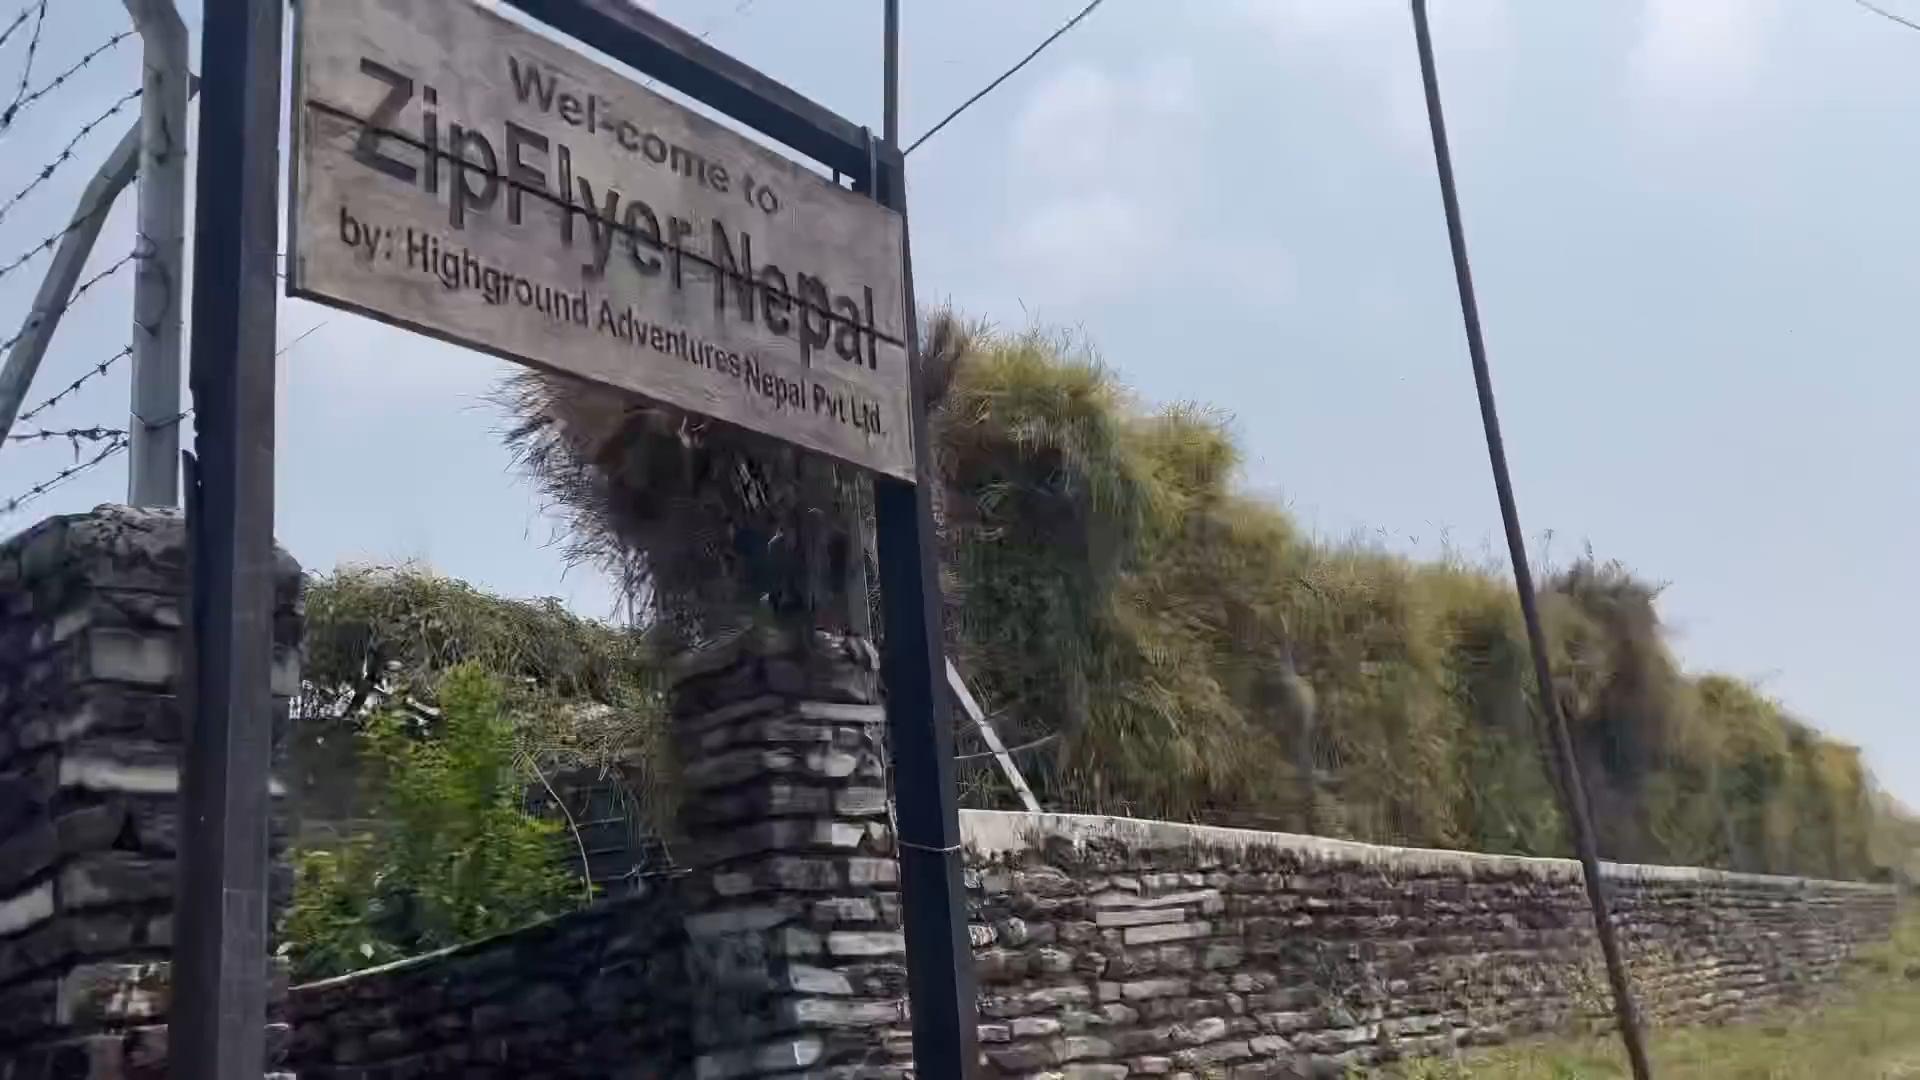 Wel-come to
ZipFlyer Nepal
by: Highground Adventures Nepal Pvt Ltd.